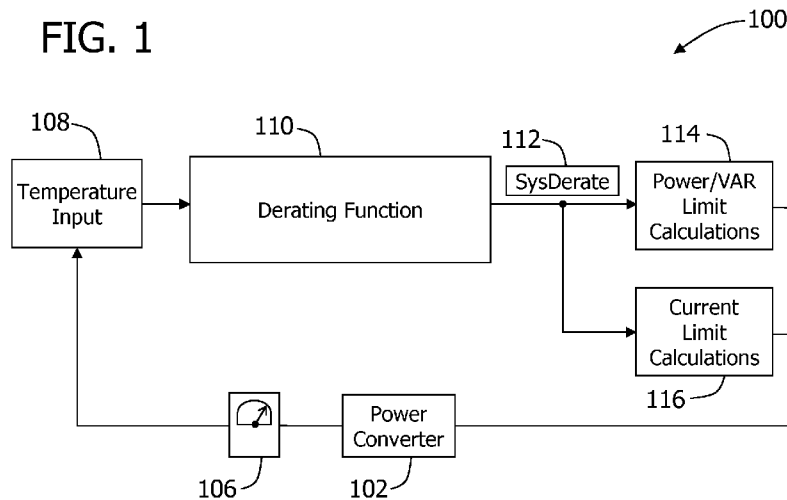 FIG. 1
100
108
110
112
114
Temperature
Input
Derating Function
SysDerate
Power/VAR
Limit
Calculations
Current
Limit
Calculations
116
Power
Converter
106
102